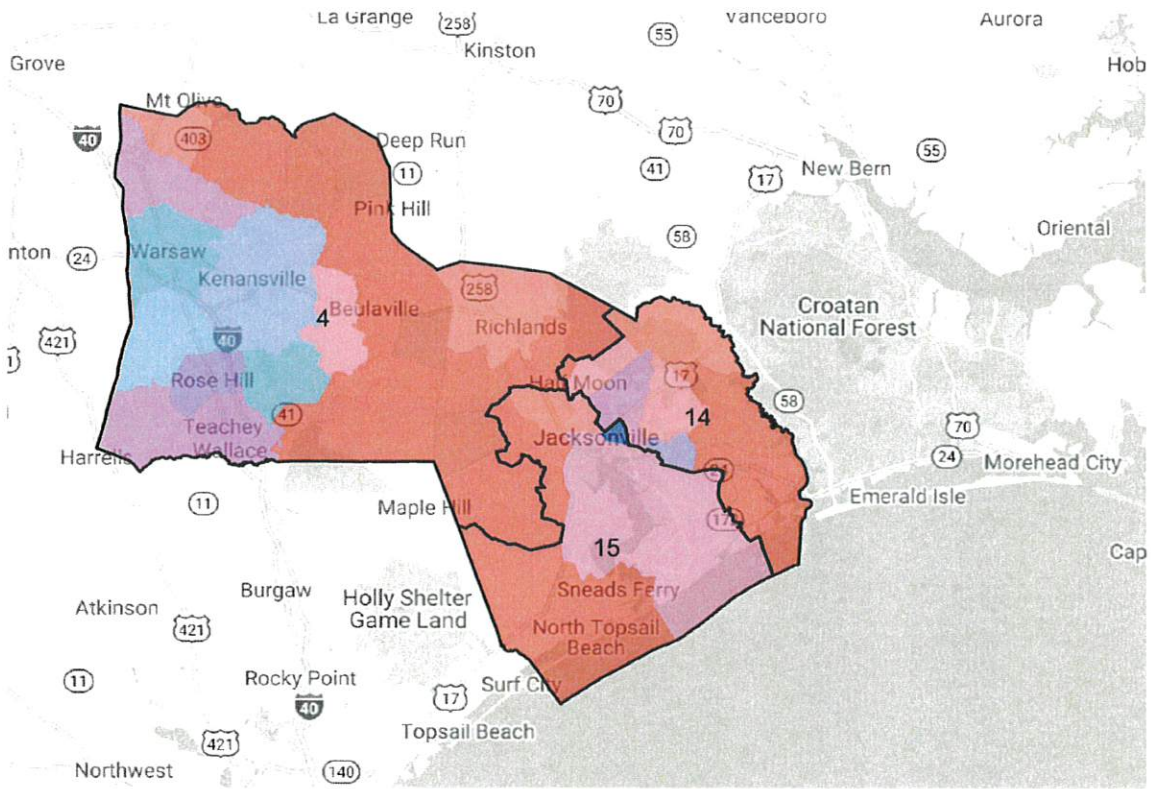 La Grange
258
Vanceboro
Aurora
55
Kinston
Grove
Hob
Mt Olive
70
40
403
Deep Run
70
55
11
41
New Bern
17
Pink Hill
58
Oriental
nton
24
Warsaw
Kenansville
258
Croatan
National Forest
4
Beulaville
Richlands
421
40
Rose Hill
Half Moon
17
58
14
41
Teachey
Wallace
Jacksonville
70
24
Harrells
24
Morehead City
Emerald Isle
11
Maple Hill
17
15
Cap
Burgaw
Sneads Ferry
Atkinson
Holly Shelter
Game Land
421
North Topsail
Beach
11
Rocky Point
Surf City
17
40
Topsail Beach
421
Northwest
140